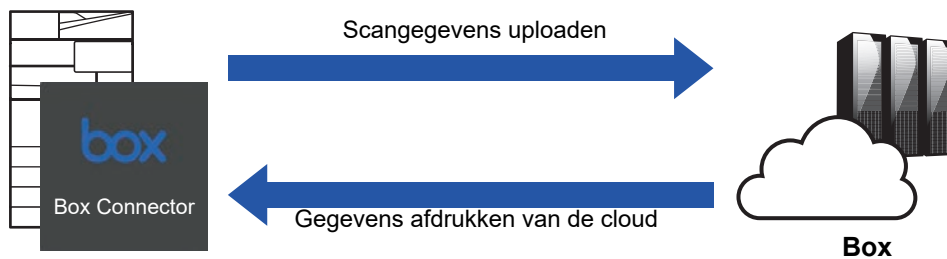 Scangegevens uploaden
box
Box Connector
Gegevens afdrukken van de cloud
Box